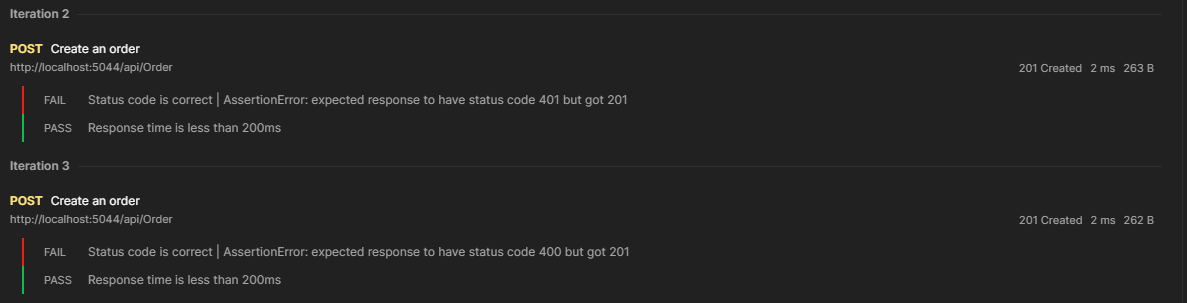 Iteration 2
POST Create an order
http://localhost:5044/api/Order
201 Created 2 ms 263 B
FAIL Status code is correct | AssertionError: expected response to have status code 401 but got 201
PASS Response time is less than 200ms
Iteration 3
POST Create an order
http://localhost:5044/api/Order
201 Created 2 ms 262 B
FAIL Status code is correct | AssertionError: expected response to have status code 400 but got 201
PASS Response time is less than 200ms